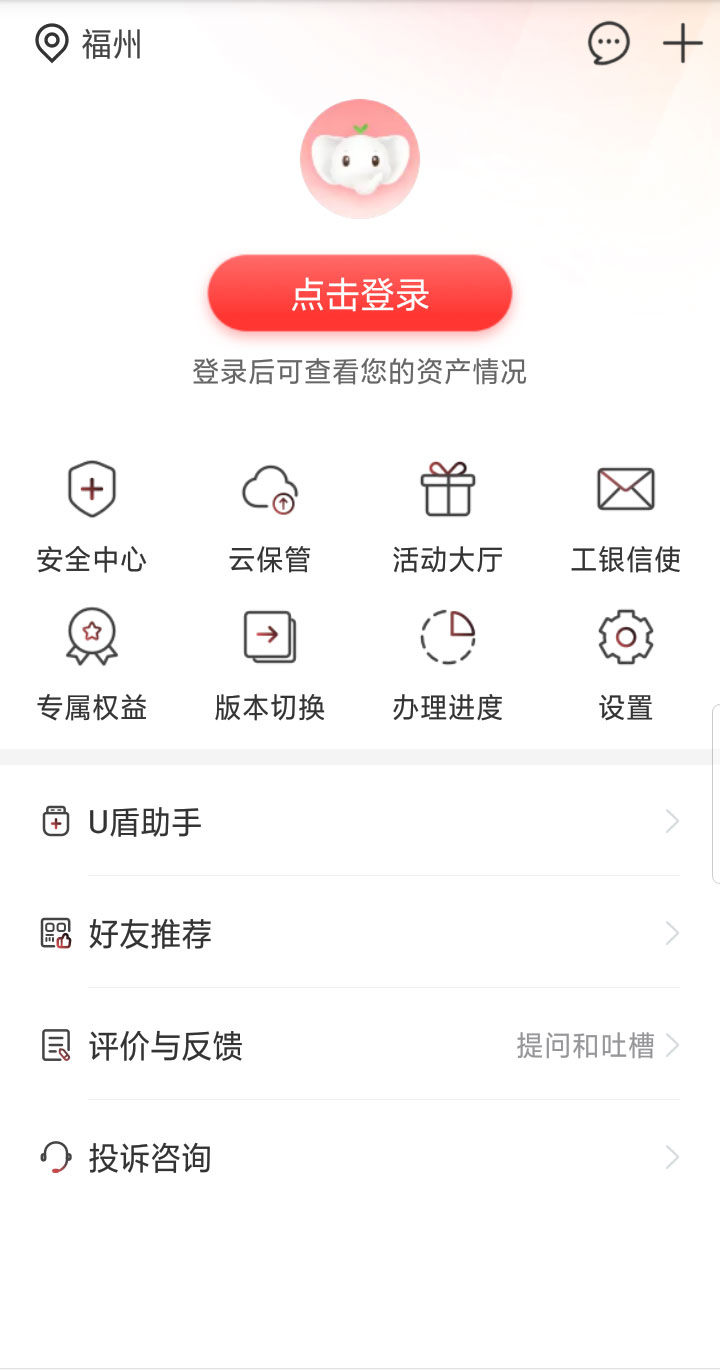 福州
点击登录
登录后可查看您的资产情况
安全中心 云保管 活动大厅 工银信使
专属权益 版本切换 办理进度 设置
U盾助手
好友推荐
评价与反馈 提问和吐槽
投诉咨询